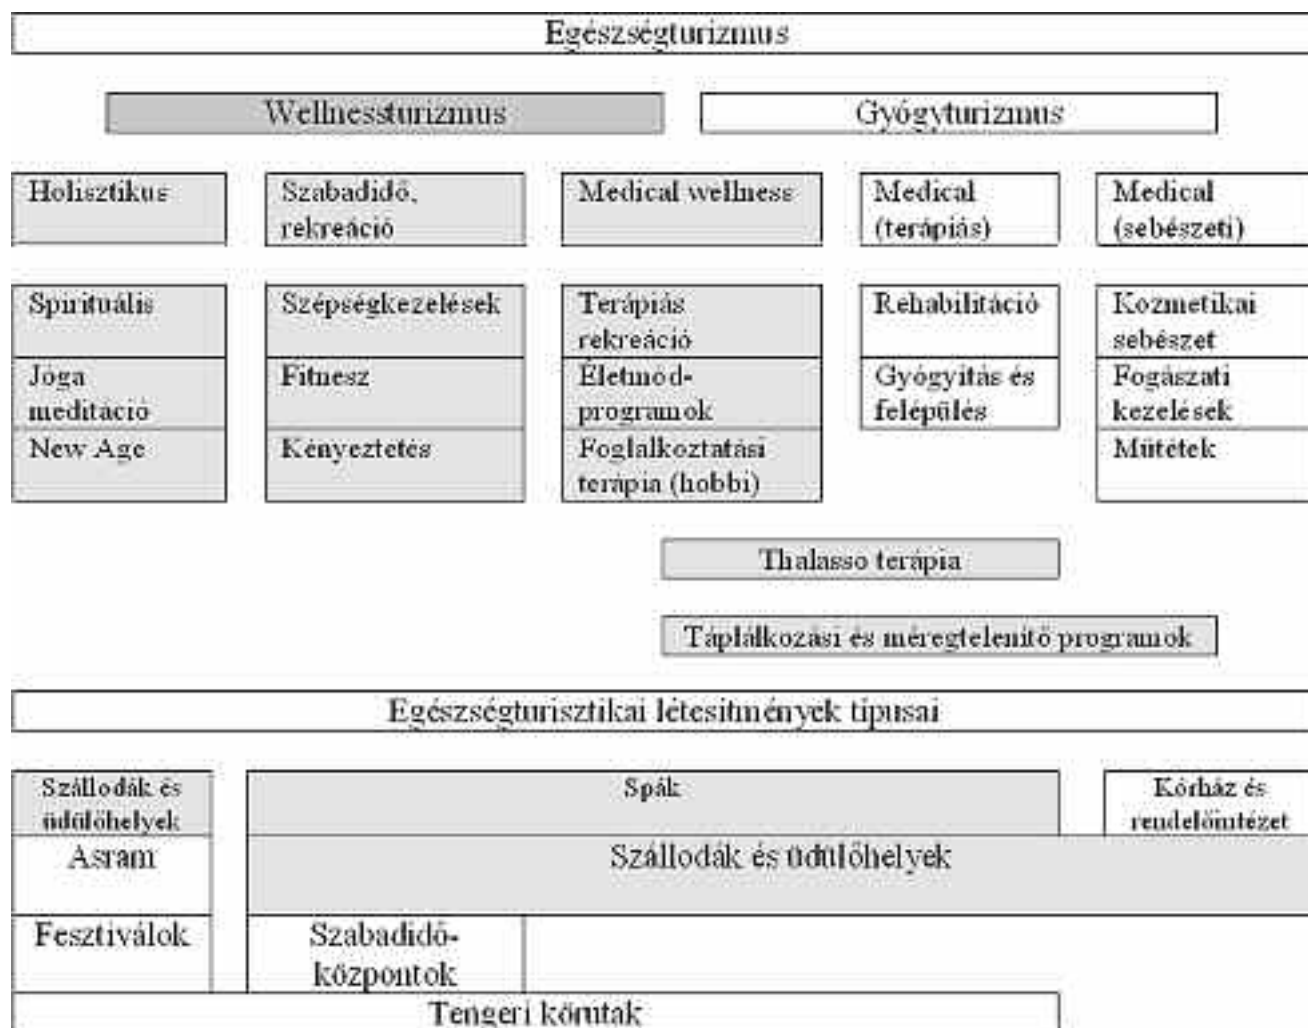 Egészségturizmus
Wellnessturizmus
Gyógyturizmus
Holisztikus
Szabadidő,
rekreáció
Medical wellness
Medical
(terápiás)
Medical
(sebészeti)
Spirituális
Szépségkezelések
Terápiás
rekreáció
Rehabilitáció
Kozmetikai
sebészet
Jóga
meditáció
Fitnesz
Életmód-
programok
Gyógyítás és
felépülés
Fogászati
kezelések
New Age
Kényeztetés
Foglalkoztatási
terápia (hobbi)
Műtétek
Thalasso terápia
Táplálkozási és méregtelenítő programok
Egészségturisztikai létesítmények típusai
Szállodák és
üdülőhelyek
Spák
Kórház és
rendelőintézet
Asram
Szállodák és üdülőhelyek
Fesztiválok
Szabadidő-
központok
Tengeri körutak